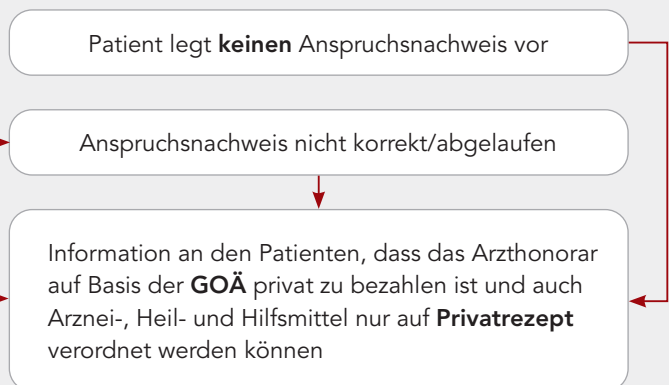 Patient legt keinen Anspruchsnachweis vor
Anspruchsnachweis nicht korrekt/abgelaufen
Information an den Patienten, dass das Arzthonorar
auf Basis der GOÄ privat zu bezahlen ist und auch
Arznei-, Heil- und Hilfsmittel nur auf Privatrezept
verordnet werden können